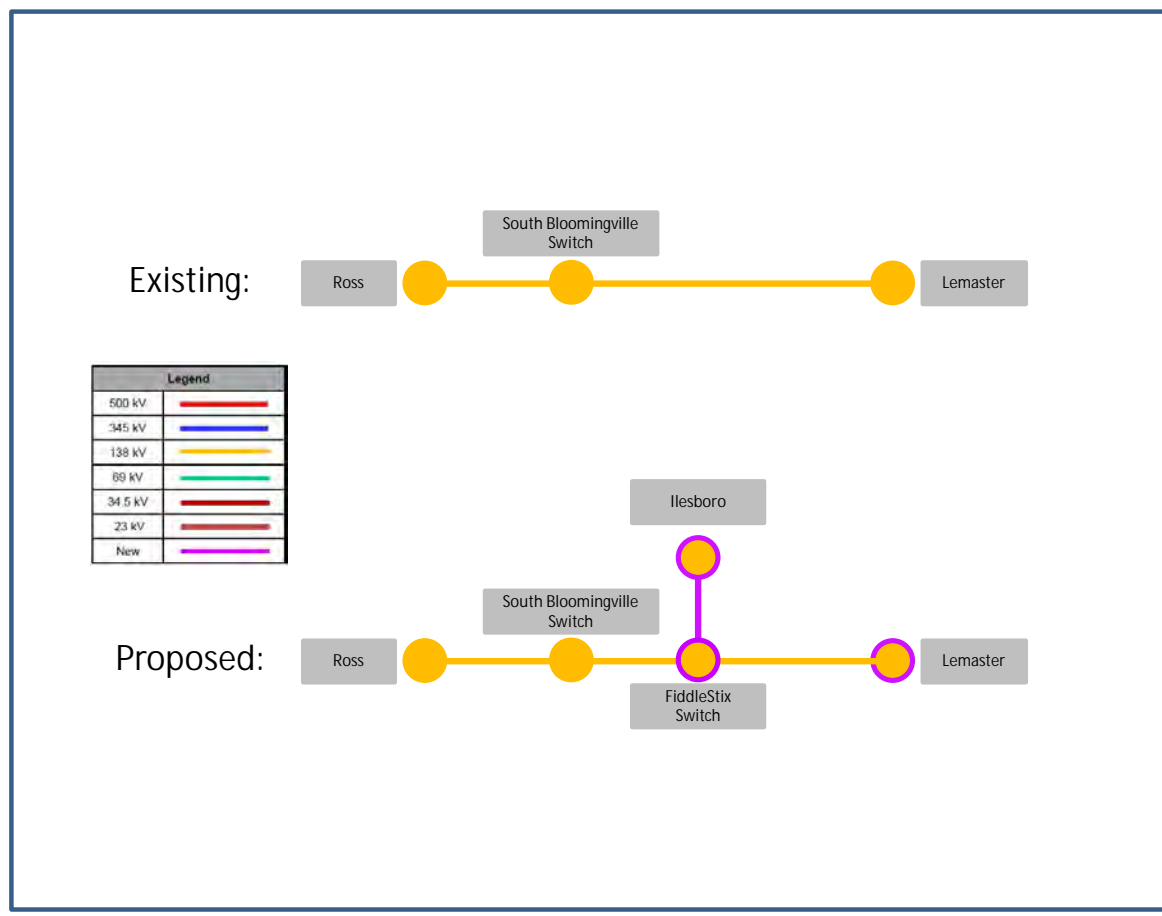 South Bloomingville
Switch
Existing:
Ross
Lemaster
Legend
500 kV
345 kV
138 kV
69 kV
34.5 kV
23 kV
New
Ilesboro
South Bloomingville
Switch
Proposed:
Ross
Lemaster
FiddleStix
Switch